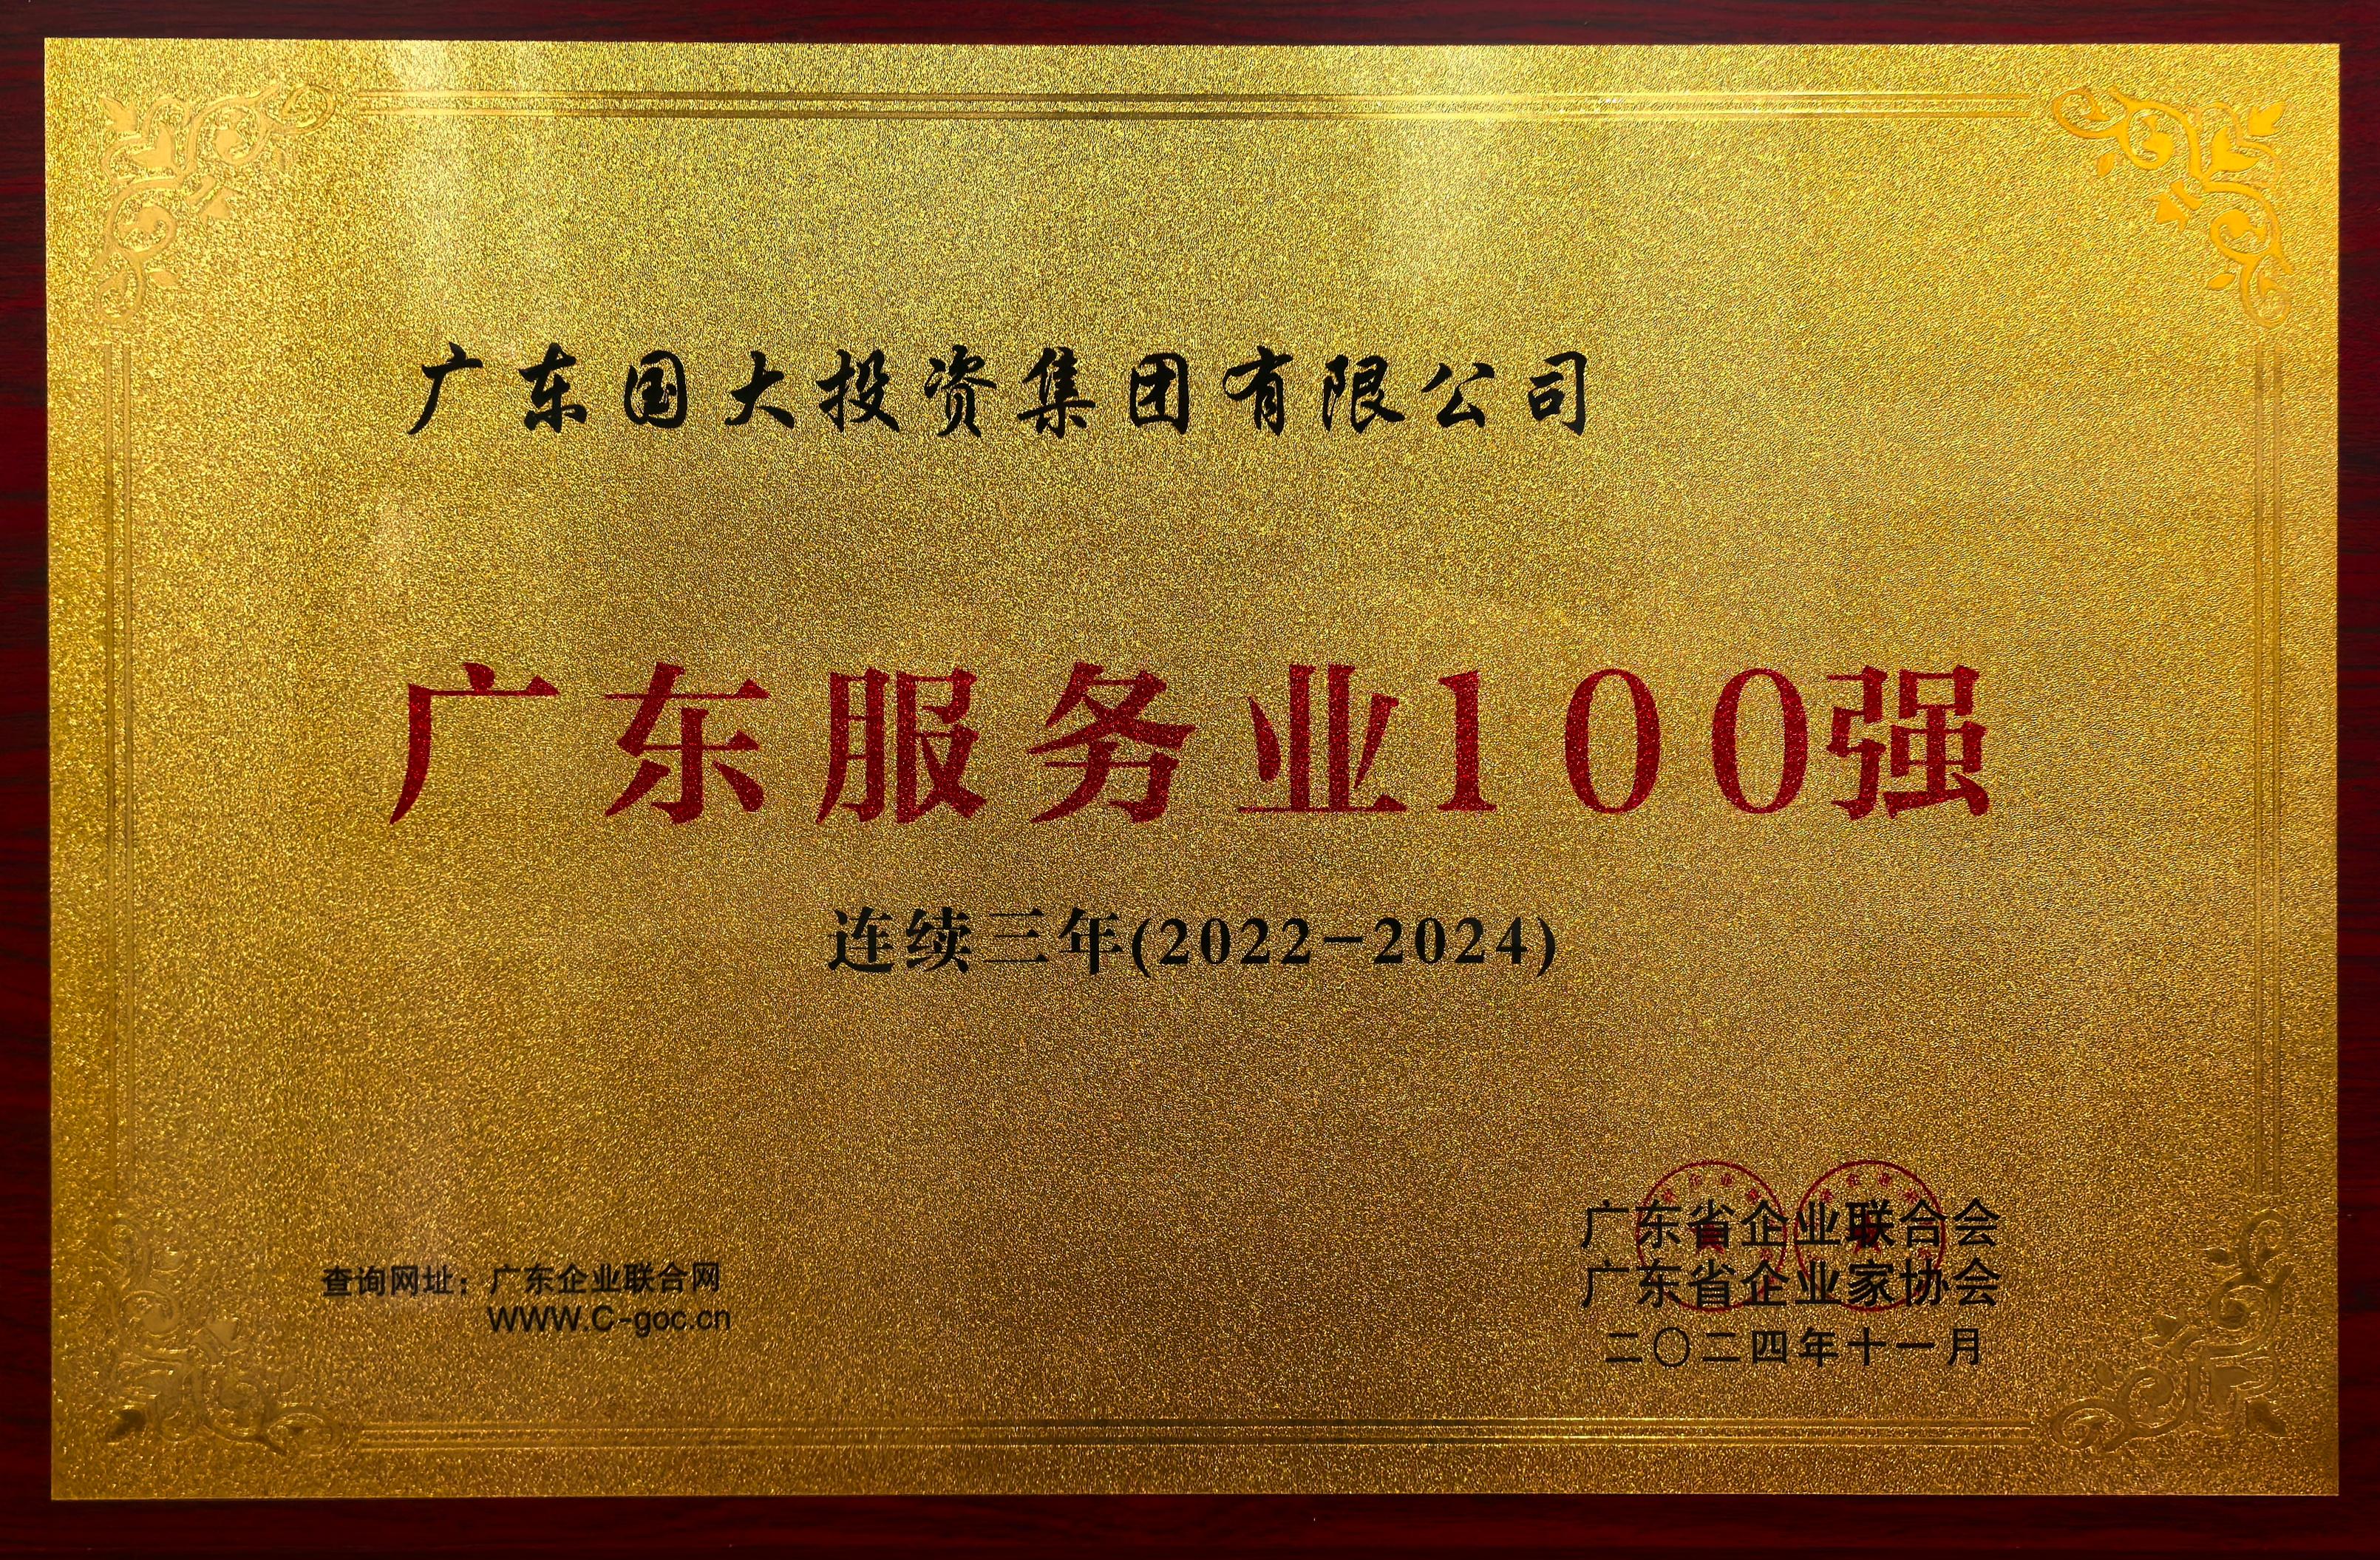 广东国大投资集团有限公司
广东服务业100强
连续三年(2022-2024)
广东省企业联合会
广东省企业家协会
二〇二四年十一月
查询网址：广东企业联合网
WWW.C-goc.cn